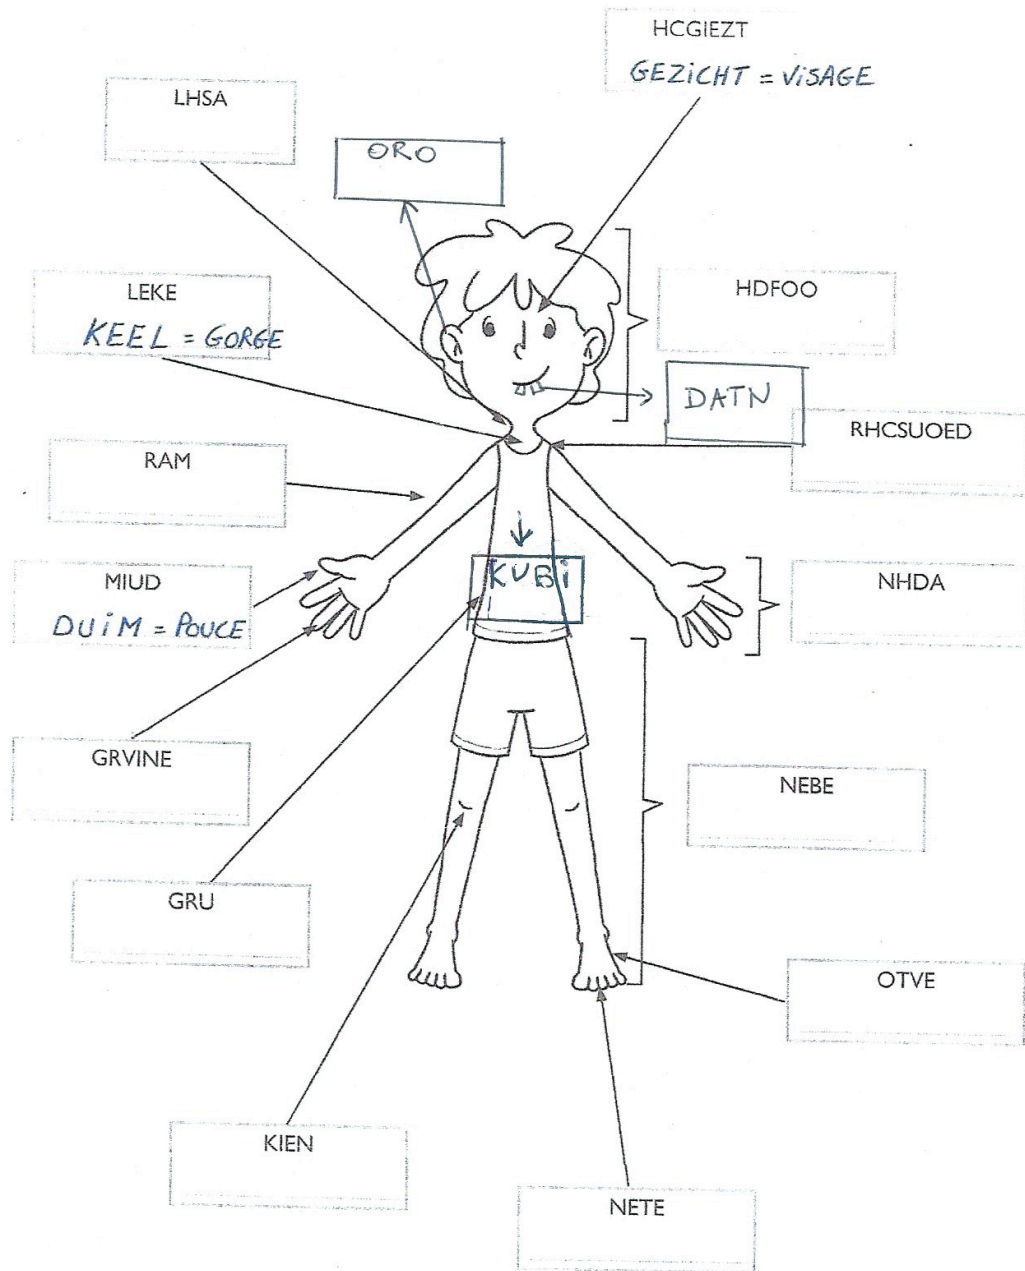 HCGIEZT
GEZiCHT = ViSAGE
LHSA
ORO
LEKE
KEEL = GORGE
HDFOO
DATN
RHCSUOED
RAM
MIUD
DUiM = POUCE
KUBi
NHDA
GRVINE
NEBE
GRU
OTVE
KIEN
NETE